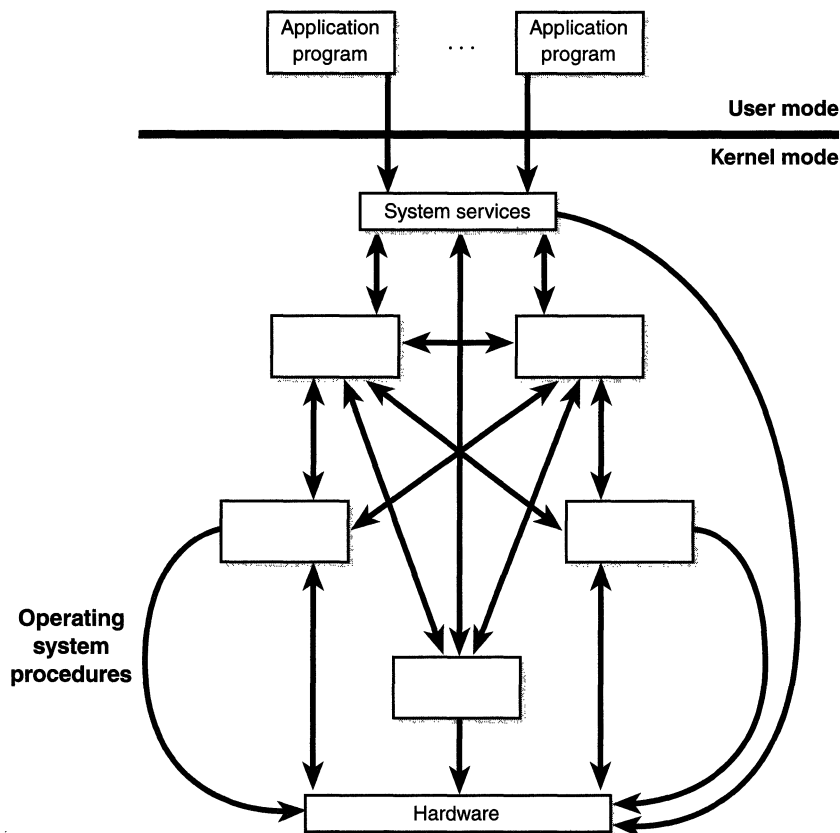 Application
program
. . .
Application
program
User mode
Kernel mode
System services
Operating
system
procedures
Hardware